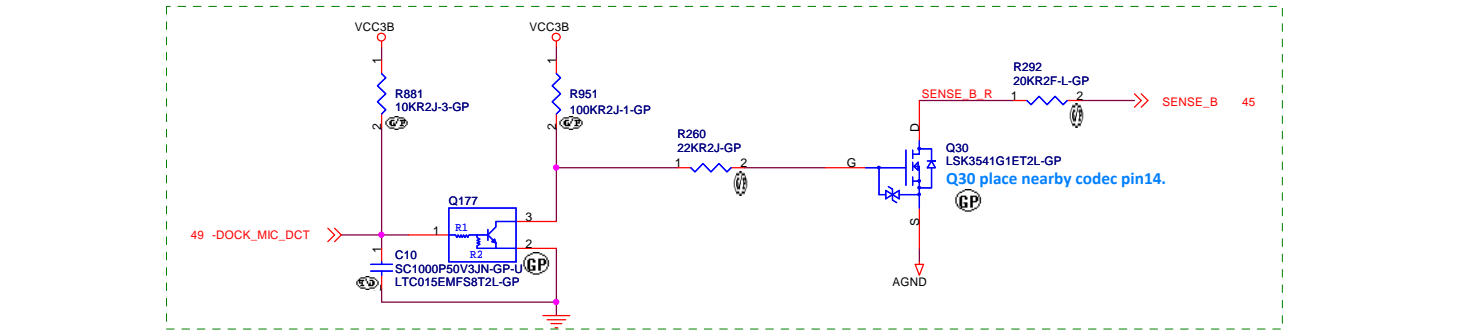 VCC3B
VCC3B
1
1
R881
10KR2J-3-GP
2
R951
100KR2J-1-GP
2
R292
20KR2F-L-GP
SENSE_B_R
1
2
SENSE_B 45
R260
22KR2J-GP
1
2
G
D
S
Q30
LSK3541G1ET2L-GP
Q30 place nearby codec pin14.
GP
Q177
R1
R2
1
3
2
GP
49 -DOCK_MIC_DCT
1
C10
SC1000P50V3JN-GP-U
LTC015EMFS8T2L-GP
2
AGND